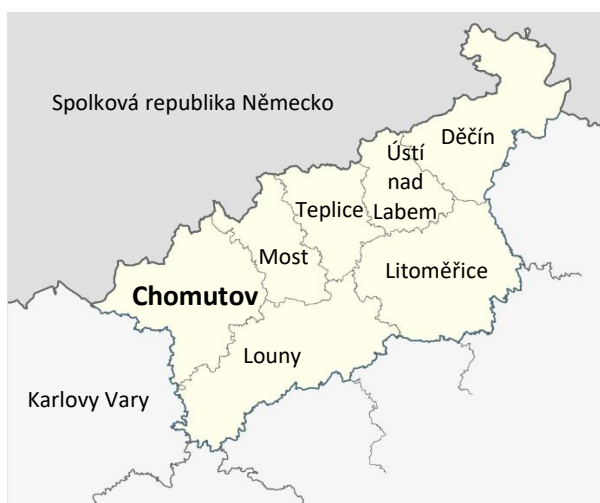 Spolková republika Německo
Děčín
Ústí
nad
Labem
Teplice
Most
Litoměřice
Chomutov
Louny
Karlovy Vary